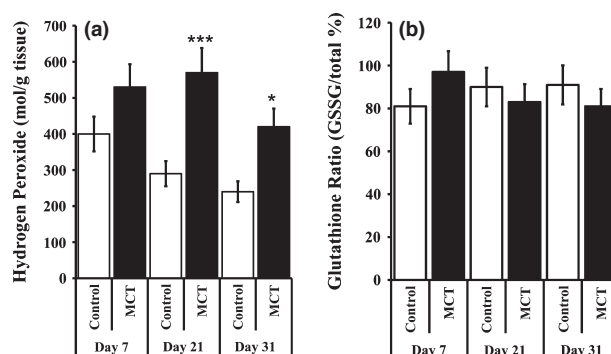 (a)
Hydrogen Peroxide (mol/g tissue)
700
600
500
400
300
200
100
0
***
*
Control
MCT
Control
MCT
Control
MCT
Day 7
Day 21
Day 31
(b)
Glutathione Ratio (GSSG/total %)
120
100
80
60
40
20
0
Control
MCT
Control
MCT
Control
MCT
Day 7
Day 21
Day 31